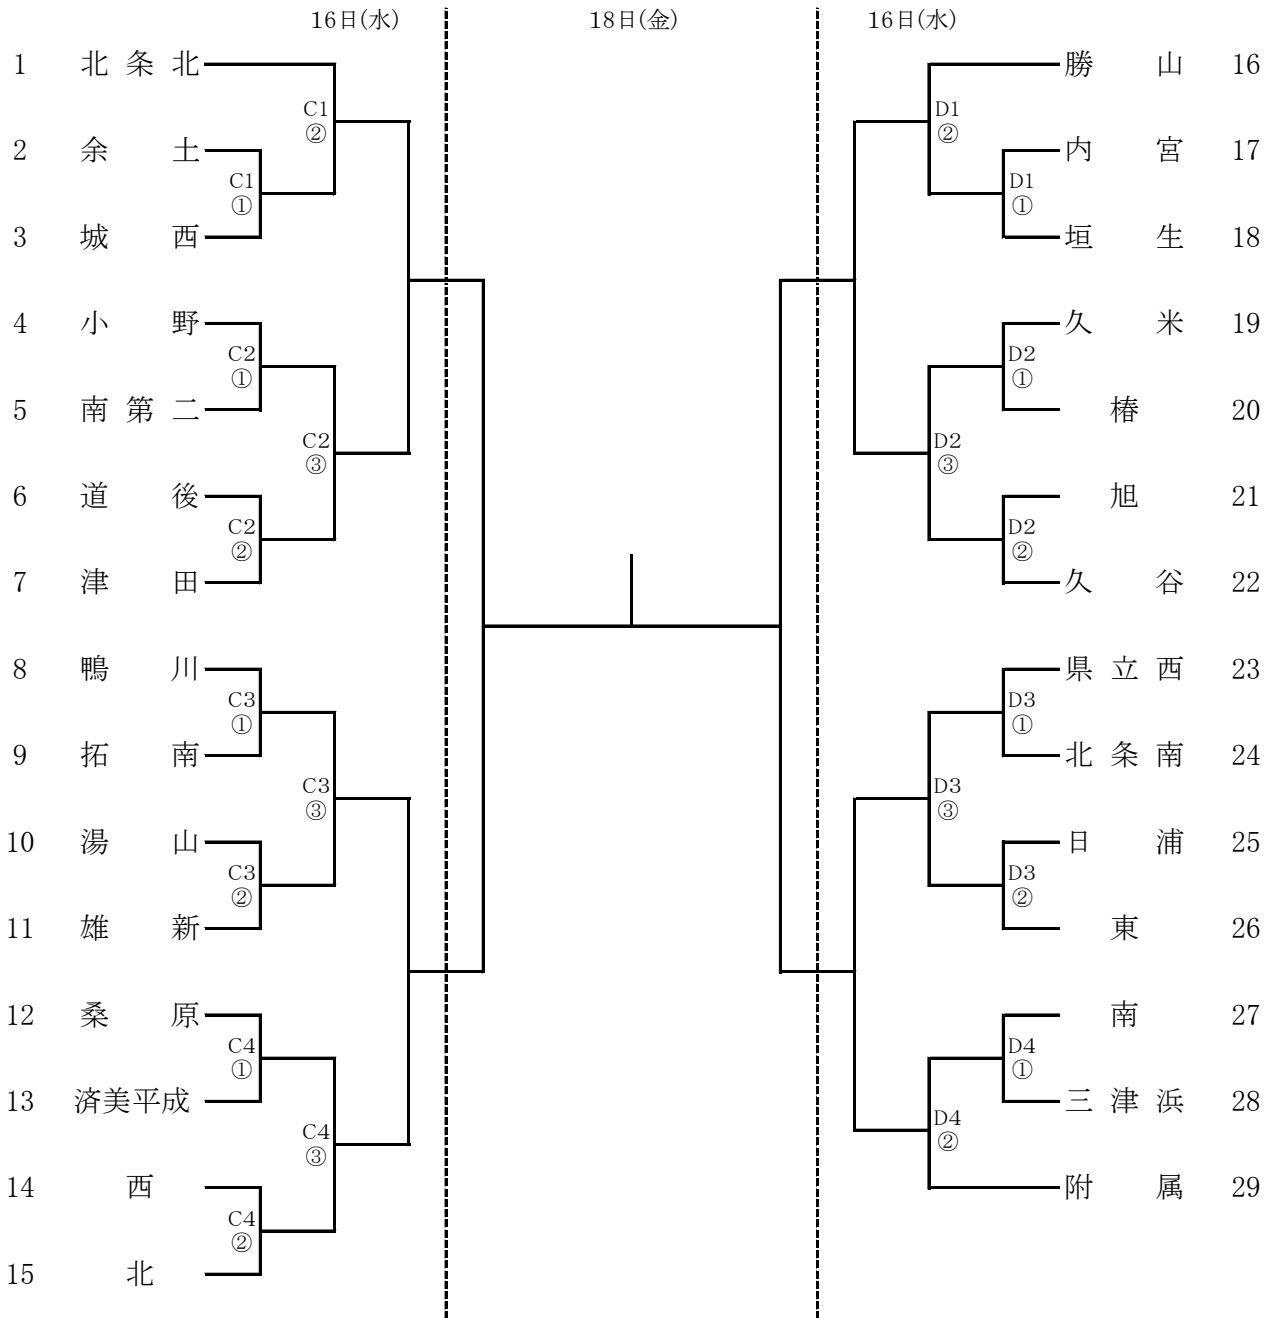 16日(水) 18日(金) 16日(水)
1 北条北 勝山 16
C1 D1
② ②
2 余土 内宮 17
C1 D1
① ①
3 城西 垣生 18
4 小野 久米 19
C2 D2
① ①
5 南第二 椿 20
C2 D2
③ ③
6 道後 旭 21
C2 D2
② ②
7 津田 久谷 22
8 鴨川 県立西 23
C3 D3
① ①
9 拓南 北条南 24
C3 D3
③ ③
10 湯山 日浦 25
C3 D3
② ②
11 雄新 東 26
12 桑原 南 27
C4 D4
① ①
13 済美平成 三津浜 28
C4 D4
③ ②
14 西 附属 29
C4
②
15 北